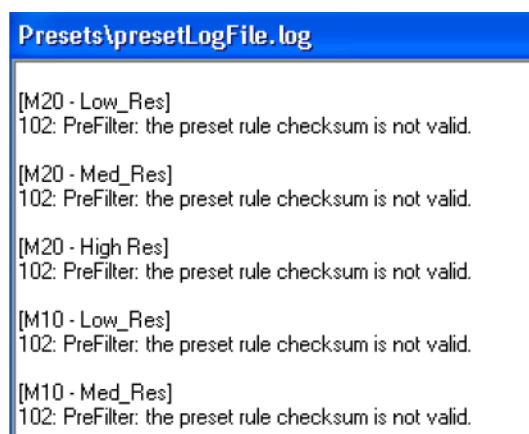 Presets\presetLogFile.log
[M20 - Low_Res]
102: PreFilter: the preset rule checksum is not valid.
[M20 - Med_Res]
102: PreFilter: the preset rule checksum is not valid.
[M20 - High Res]
102: PreFilter: the preset rule checksum is not valid.
[M10 - Low_Res]
102: PreFilter: the preset rule checksum is not valid.
[M10 - Med_Res]
102: PreFilter: the preset rule checksum is not valid.